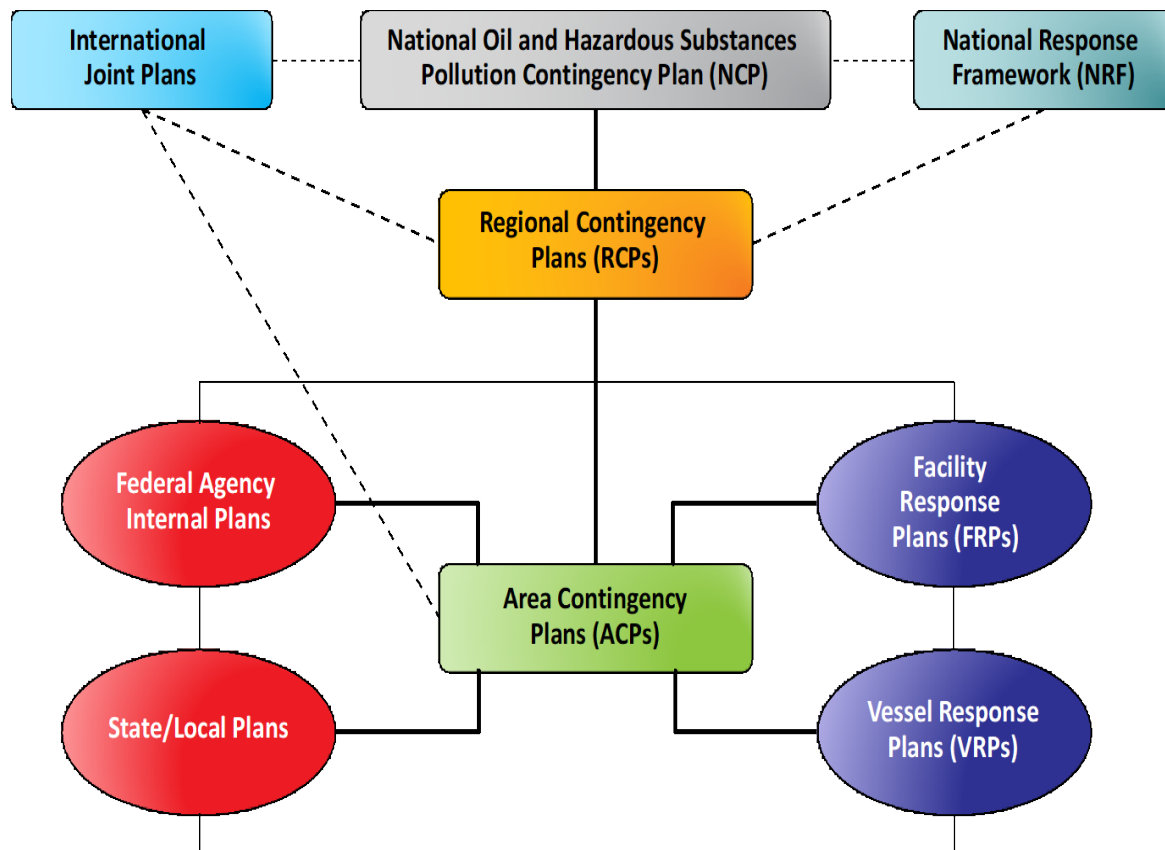 International
Joint Plans
National Oil and Hazardous Substances
Pollution Contingency Plan (NCP)
National Response
Framework (NRF)
Regional Contingency
Plans (RCPs)
Federal Agency
Internal Plans
Facility
Response
Plans (FRPs)
Area Contingency
Plans (ACPs)
State/Local Plans
Vessel Response
Plans (VRPs)